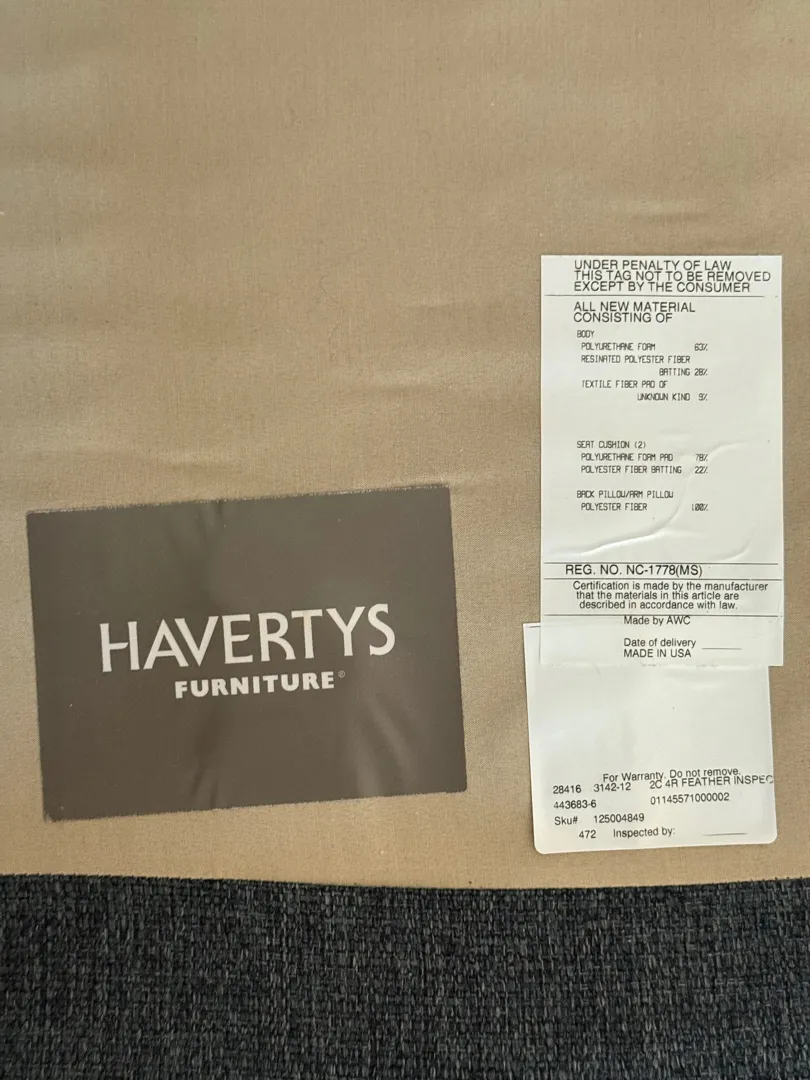 HAVERTYS
FURNITURE®
UNDER PENALTY OF LAW
THIS TAG NOT TO BE REMOVED
EXCEPT BY THE CONSUMER
ALL NEW MATERIAL
CONSISTING OF
BODY
POLYURETHANE FOAM 63%
RESINATED POLYESTER FIBER
BATTING 28%
TEXTILE FIBER PAD OF
UNKNOWN KIND 9%
SEAT CUSHION (2)
POLYURETHANE FOAM PAD 78%
POLYESTER FIBER BATTING 22%
BACK PILLOW/ARM PILLOW
POLYESTER FIBER 100%
REG. NO. NC-1778(MS)
Certification is made by the manufacturer
that the materials in this article are
described in accordance with law.
Made by AWC
Date of delivery
MADE IN USA
For Warranty. Do not remove.
28416 3142-12 2C 4R FEATHER INSPEC
443683-6 01145571000002
Sku# 125004849
472 Inspected by: